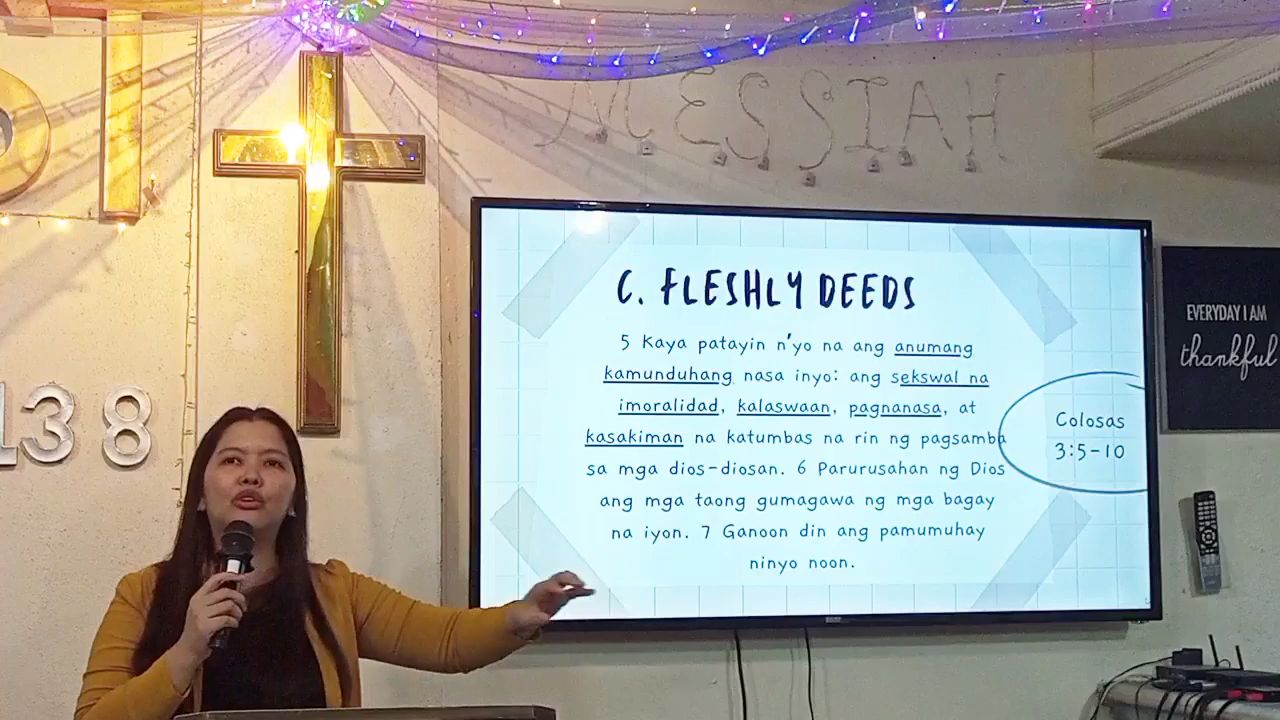 MESSIAH
C. FLESHLY DEEDS
5 Kaya patayin n'yo na ang anumang
kamunduhang nasa inyo: ang sekswal na
imoralidad, kalaswaan, pagnanasa, at
kasakiman na katumbas na rin ng pagsamba
sa mga dios-diosan. 6 Parurusahan ng Dios
ang mga taong gumagawa ng mga bagay
na iyon. 7 Ganoon din ang pamumuhay
ninyo noon.
Colosas
3:5-10
EVERYDAY I AM
thankful
138